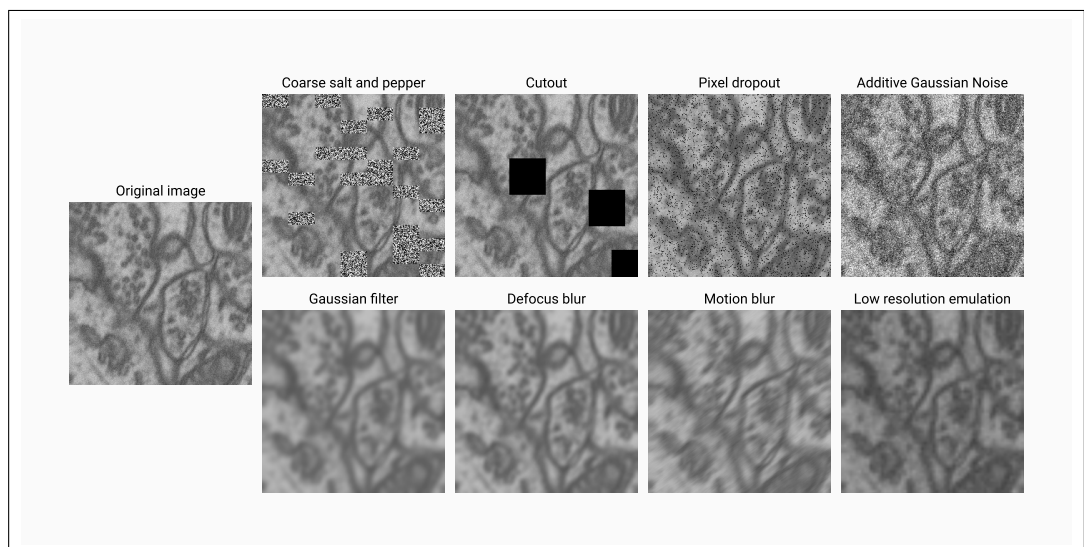 Coarse salt and pepper
Cutout
Pixel dropout
Additive Gaussian Noise
Original image
Gaussian filter
Defocus blur
Motion blur
Low resolution emulation